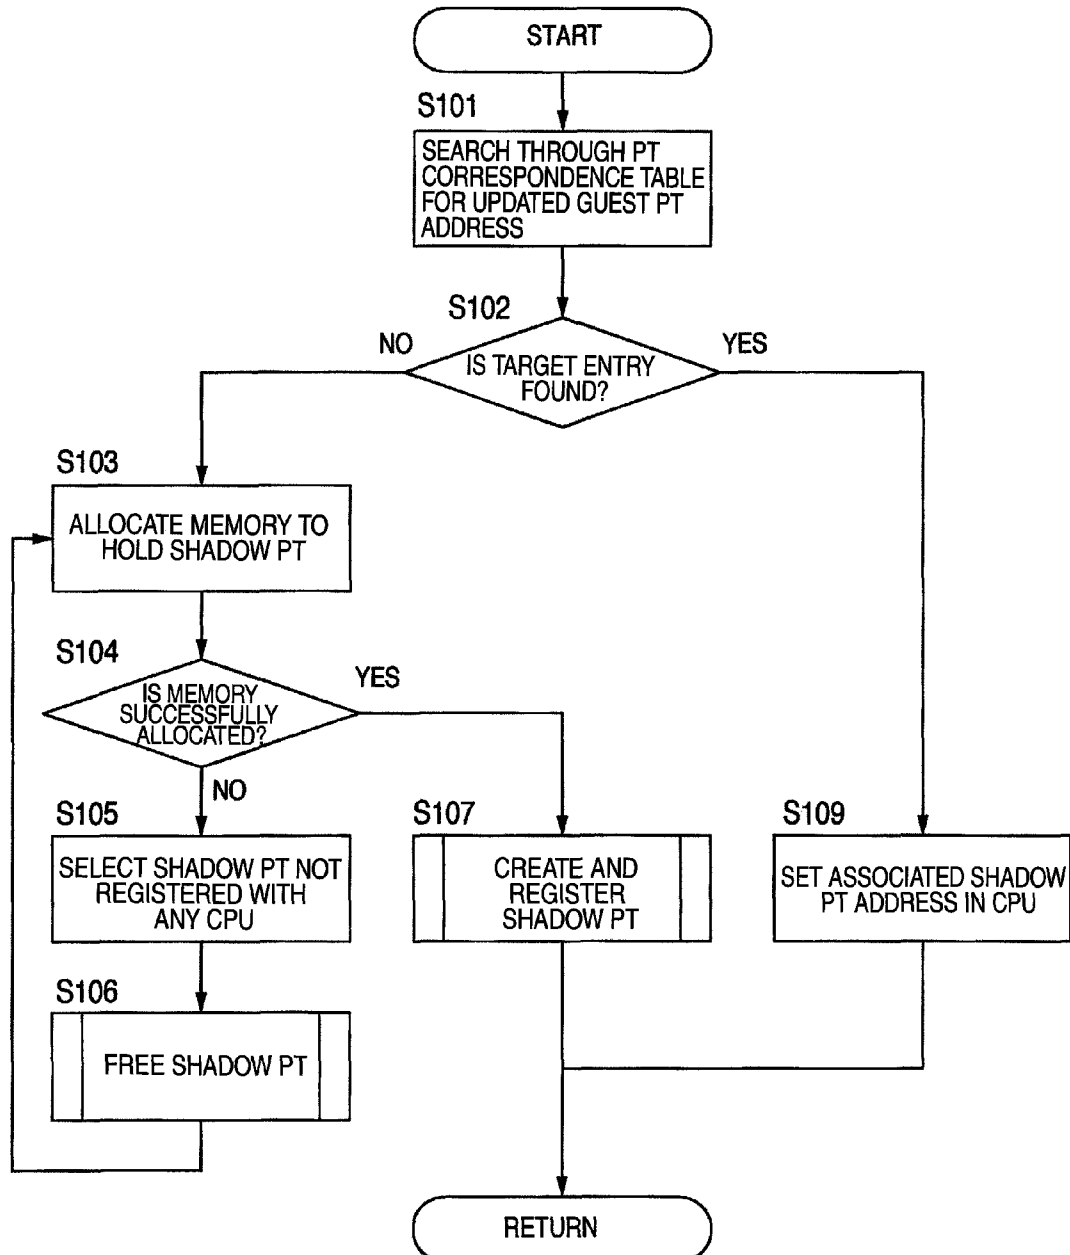 START
S101
SEARCH THROUGH PT
CORRESPONDENCE TABLE
FOR UPDATED GUEST PT
ADDRESS
S102
NO
YES
IS TARGET ENTRY
FOUND?
S103
ALLOCATE MEMORY TO
HOLD SHADOW PT
S104
YES
IS MEMORY
SUCCESSFULLY
ALLOCATED?
NO
S105
SELECT SHADOW PT NOT
REGISTERED WITH
ANY CPU
S107
CREATE AND
REGISTER
SHADOW PT
S109
SET ASSOCIATED SHADOW
PT ADDRESS IN CPU
S106
FREE SHADOW PT
RETURN